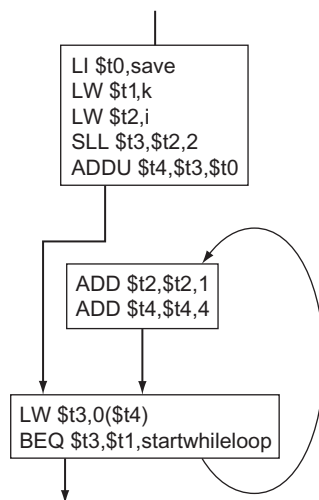 LI $t0,save
LW $t1,k
LW $t2,i
SLL $t3,$t2,2
ADDU $t4,$t3,$t0
ADD $t2,$t2,1
ADD $t4,$t4,4
LW $t3,0($t4)
BEQ $t3,$t1,startwhileloop